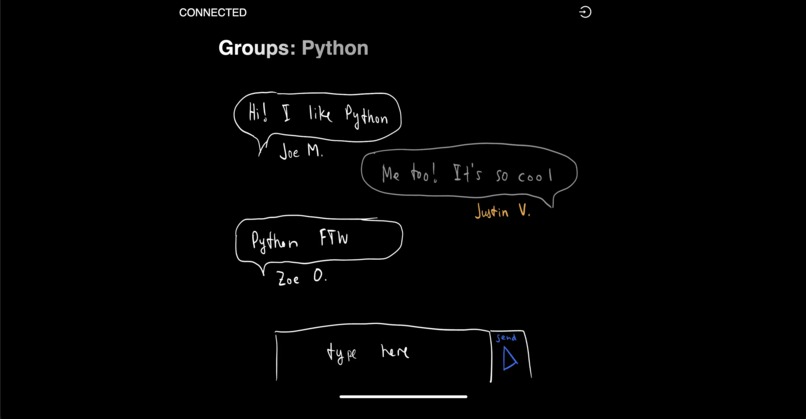 CONNECTED
Groups: Python
Hi! I like Python
Joe M.
Me too! It's so cool
Justin V.
Python FTW
Zoe O.
type here
send